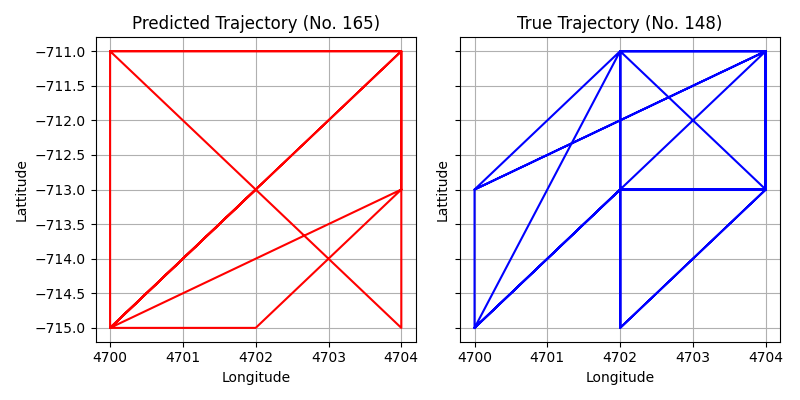 Predicted Trajectory (No. 165)
True Trajectory (No. 148)
−711.0
−711.5
−712.0
−712.5
−713.0
−713.5
−714.0
−714.5
−715.0
Lattitude
Lattitude
4700 4701 4702 4703 4704
4700 4701 4702 4703 4704
Longitude
Longitude